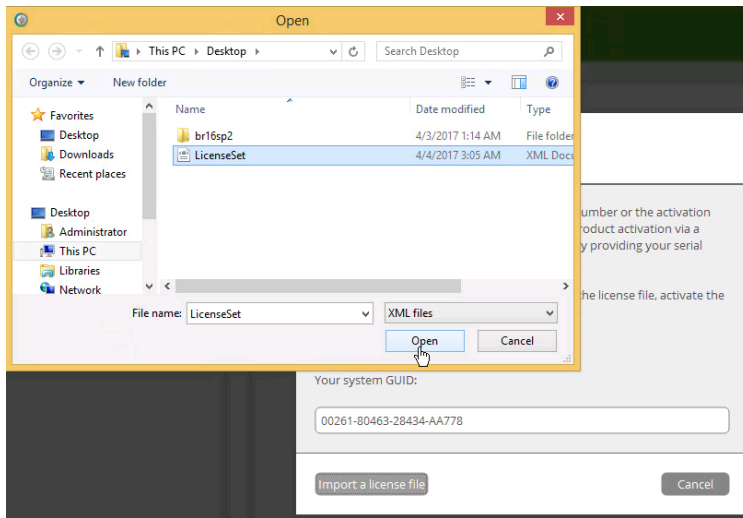 Open
This PC Desktop
Search Desktop
Organize
New folder
Favorites
Desktop
Downloads
Recent places
Desktop
Administrator
This PC
Libraries
Network
Name Date modified Type
br16sp2 4/3/2017 1:14 AM File folder
LicenseSet 4/4/2017 3:05 AM XML Docu
File name: LicenseSet
XML files
Open Cancel
umber or the activation
roduct activation via a
y providing your serial
he license file, activate the
Your system GUID:
00261-80463-28434-AA778
Import a license file
Cancel